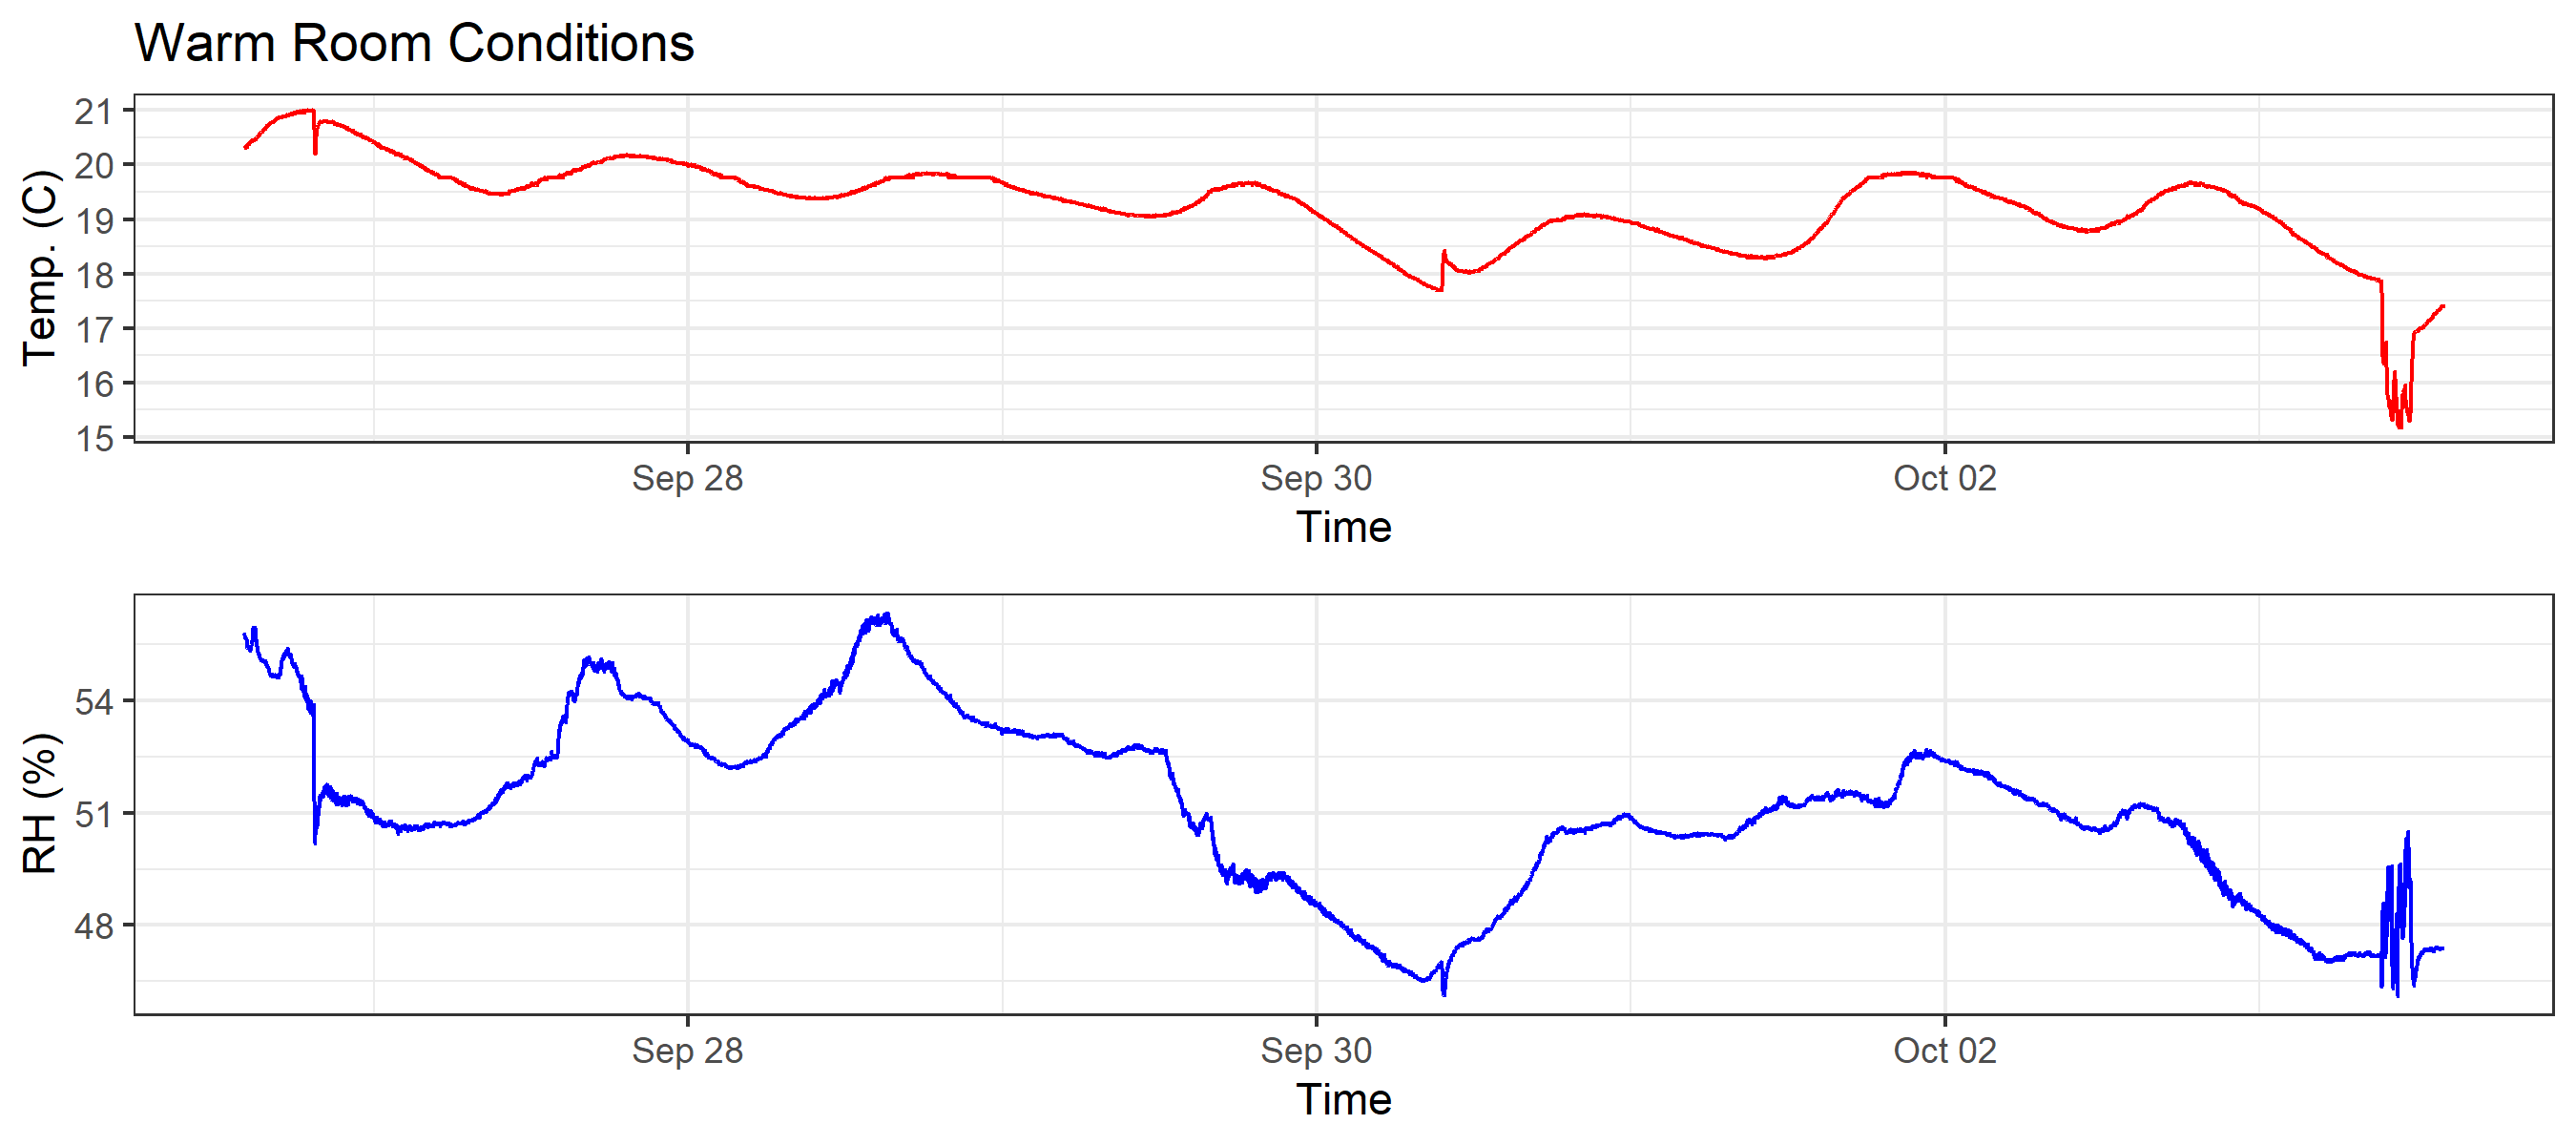 Warm Room Conditions
21
20
19
18
17
16
15
Temp. (C)
Sep 28 Sep 30 Oct 02
Time
54
51
48
RH (%)
Sep 28 Sep 30 Oct 02
Time